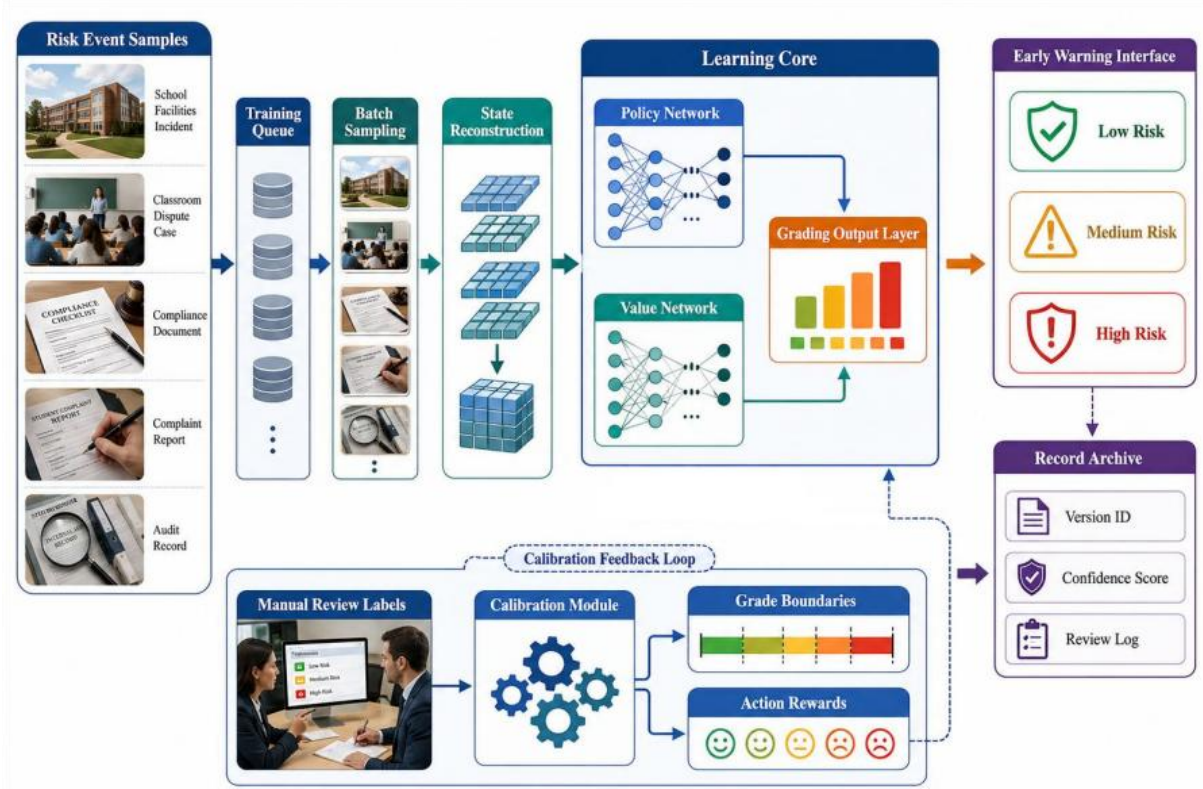 Risk Event Samples
School
Facilities
Incident
Classroom
Dispute
Case
COMPLIANCE
CHECKLIST
Compliance
Document
STUDENT COMPLAINT
REPORT
Complaint
Report
Audit
Record
Training
Queue
Batch
Sampling
State
Reconstruction
Learning Core
Policy Network
Value Network
Grading Output Layer
Early Warning Interface
Low Risk
Medium Risk
High Risk
Record Archive
Version ID
Confidence Score
Review Log
Calibration Feedback Loop
Manual Review Labels
Low Risk
Medium Risk
High Risk
Calibration Module
Grade Boundaries
Action Rewards